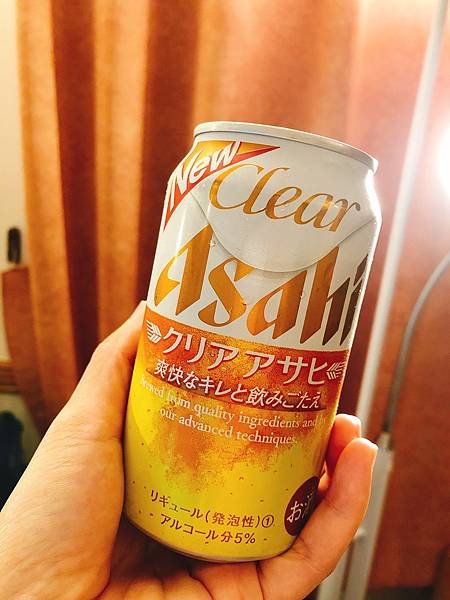 New
Clear
Asahi
クリア アサヒ
爽快なキレと飲みごたえ
Brewed from quality ingredients and
our advanced techniques.
リキュール(発泡性)①
アルコール分5%
お酒